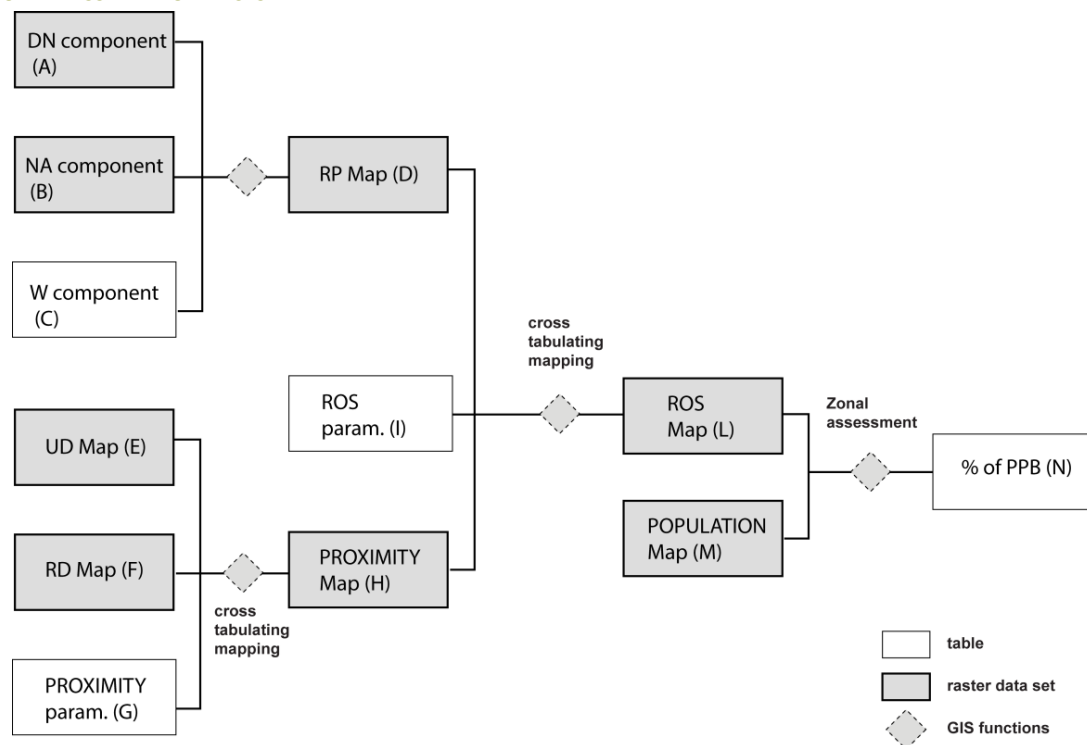 DN component
(A)
NA component
(B)
RP Map (D)
W component
(C)
cross
tabulating
mapping
ROS
param. (I)
ROS
Map (L)
Zonal
assessment
% of PPB (N)
UD Map (E)
RD Map (F)
PROXIMITY
Map (H)
POPULATION
Map (M)
cross
tabulating
mapping
PROXIMITY
param. (G)
table
raster data set
GIS functions